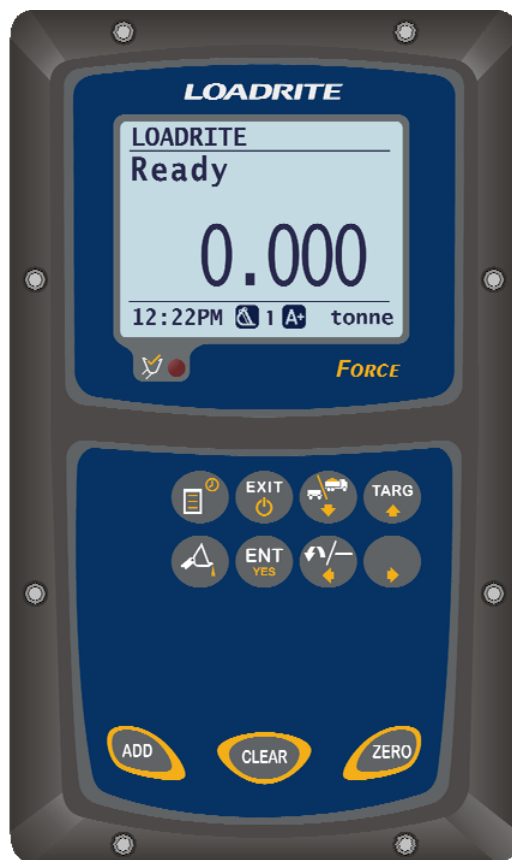 LOADRITE
LOADRITE
Ready
0.000
12:22PM 1 A+ tonne
FORCE
EXIT TARG
ENT
YES
ADD CLEAR ZERO